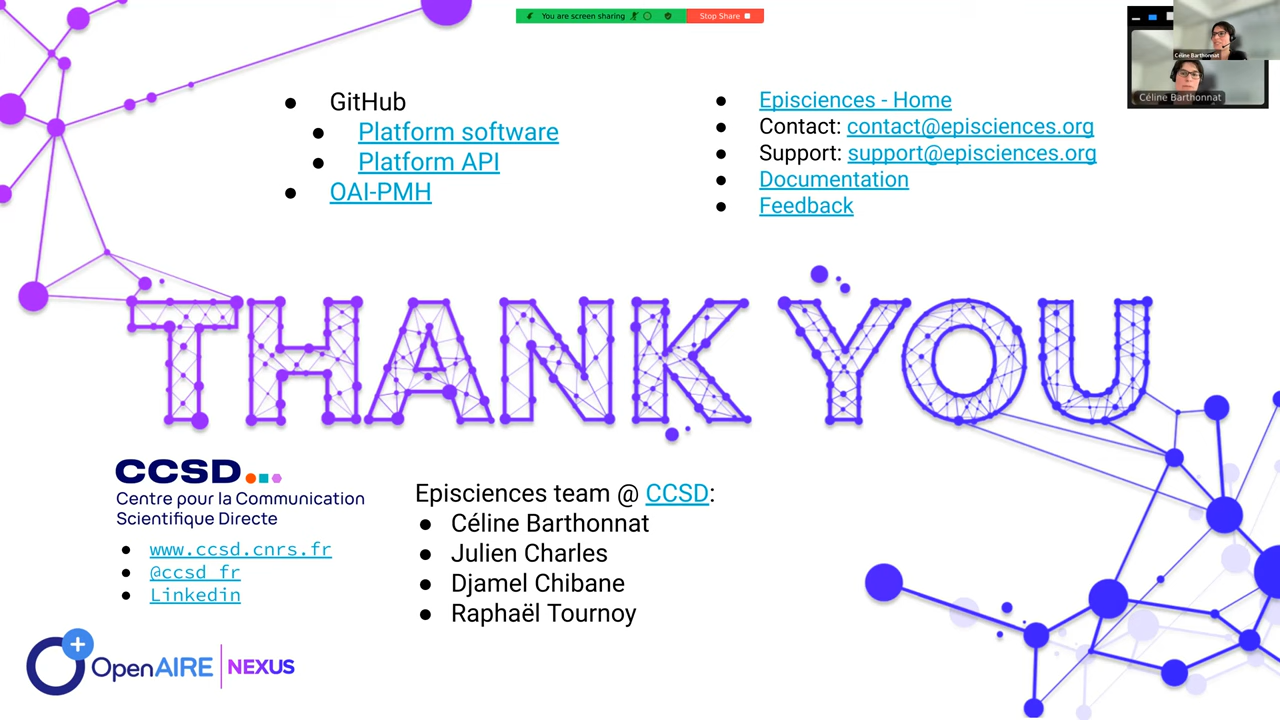 You are screen sharing
Stop Share
Céline Barthonnat
Céline Barthonnat
GitHub
Platform software
Platform API
OAI-PMH
Episciences - Home
Contact: contact@episciences.org
Support: support@episciences.org
Documentation
Feedback
THANK YOU
CCSD
Centre pour la Communication
Scientifique Directe
www.ccsd.cnrs.fr
@ccsd_fr
Linkedin
Episciences team @ CCSD:
Céline Barthonnat
Julien Charles
Djamel Chibane
Raphaël Tournoy
OpenAIRE NEXUS